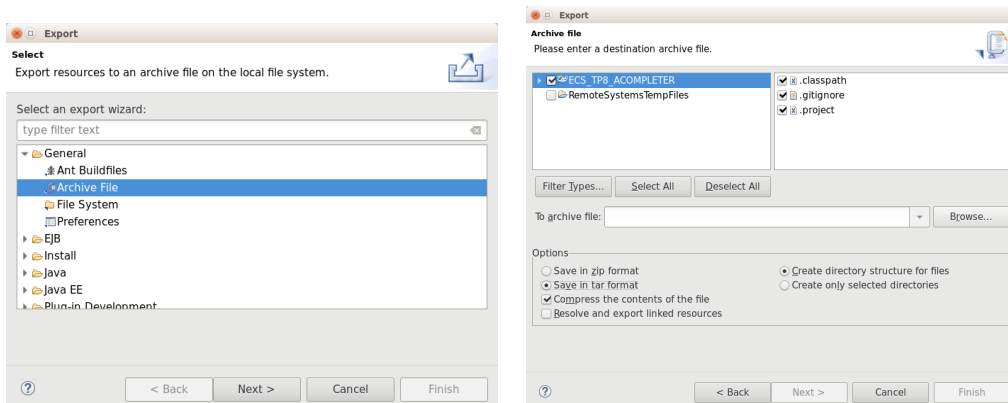 Export
Select
Export resources to an archive file on the local file system.
Select an export wizard:
type filter text
General
Ant Buildfiles
Archive File
File System
Preferences
EJB
Install
Java
Java EE
Plug-in Development
< Back
Next >
Cancel
Finish
Export
Archive file
Please enter a destination archive file.
ECS_TP8_ACOMPLETER
RemoteSystemsTempFiles
.classpath
.gitignore
.project
Filter Types...
Select All
Deselect All
To archive file:
Browse...
Options
Save in zip format
Save in tar format
Compress the contents of the file
Resolve and export linked resources
Create directory structure for files
Create only selected directories
< Back
Next >
Cancel
Finish